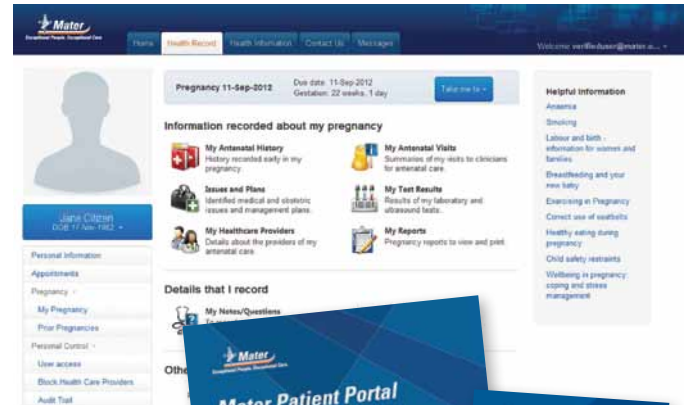 Mater
Exceptional People. Exceptional Care.
Home
Health Record
Health Information
Contact Us
Messages
Welcome
Pregnancy 11-Sep-2012
Due date: 11-Sep-2012
Gestation: 22 weeks, 1 day
Take me to
Information recorded about my pregnancy
My Antenatal History
History recorded early in my
pregnancy.
My Antenatal Visits
Summaries of my visits to clinicians
for antenatal care.
Issues and Plans
Identified medical and obstetric
issues and management plans.
My Test Results
Results of my laboratory and
ultrasound tests.
My Healthcare Providers
Details about the providers of my
antenatal care.
My Reports
Pregnancy reports to view and print.
Details that I record
My Notes/Questions
Jane Citizen
DOB 17-Nov-1982
Personal Information
Appointments
Pregnancy
My Pregnancy
Prior Pregnancies
Personal Control
User access
Block Health Care Providers
Audit Trail
Helpful Information
Anaemia
Smoking
Labour and birth -
information for women and
families
Breastfeeding and your
new baby
Exercising in Pregnancy
Correct use of seatbelts
Healthy eating during
pregnancy
Child safety restraints
Wellbeing in pregnancy:
coping and stress
management
Mater
Exceptional People. Exceptional Care.
Mater Patient Portal